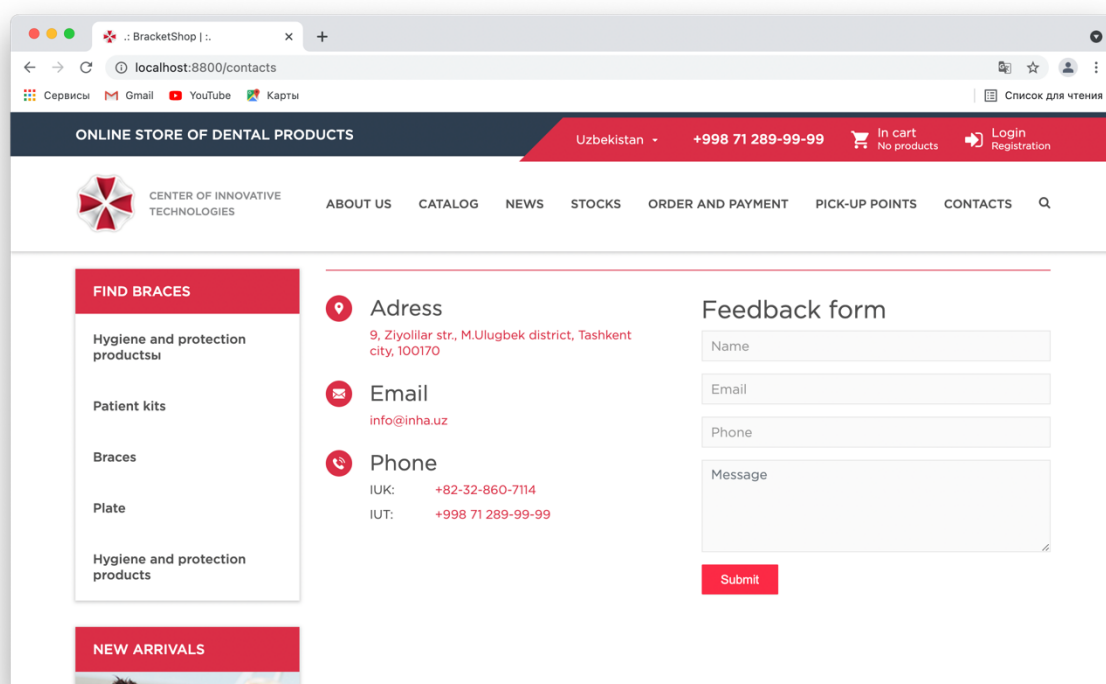 .: BracketShop | :.
localhost:8800/contacts
Сервисы Gmail YouTube Карты Список для чтения
ONLINE STORE OF DENTAL PRODUCTS
Uzbekistan
+998 71 289-99-99
In cart
No products
Login
Registration
CENTER OF INNOVATIVE
TECHNOLOGIES
ABOUT US CATALOG NEWS STOCKS ORDER AND PAYMENT PICK-UP POINTS CONTACTS
FIND BRACES
Hygiene and protection
productsы
Patient kits
Braces
Plate
Hygiene and protection
products
NEW ARRIVALS
Adress
9, Ziyolilar str., M.Ulugbek district, Tashkent
city, 100170
Email
info@inha.uz
Phone
IUK: +82-32-860-7114
IUT: +998 71 289-99-99
Feedback form
Name
Email
Phone
Message
Submit